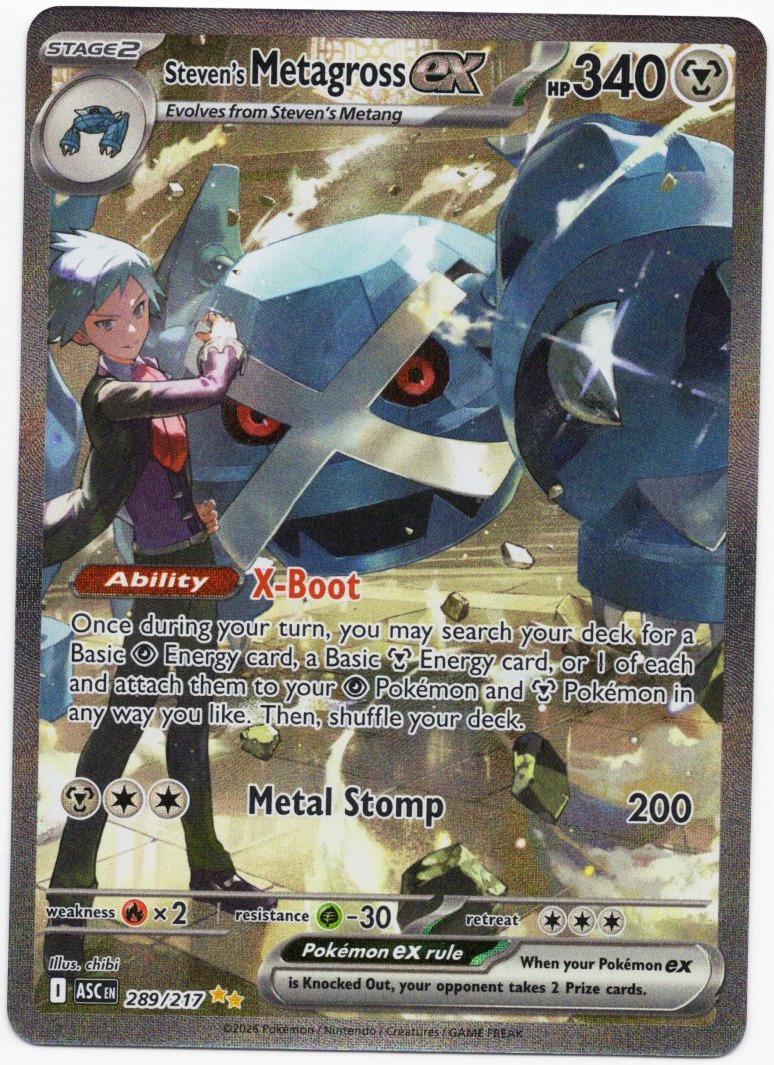 STAGE2
Steven's Metagross ex HP340
Evolves from Steven's Metang
Ability X-Boot
Once during your turn, you may search your deck for a
Basic Energy card, a Basic Energy card, or 1 of each
and attach them to your Pokémon and Pokémon in
any way you like. Then, shuffle your deck.
Metal Stomp 200
weakness ×2 resistance -30 retreat
Pokémon ex rule
When your Pokémon ex
is Knocked Out, your opponent takes 2 Prize cards.
Illus. chibi
I ASC EN 289/217
©2026 Pokémon / Nintendo / Creatures / GAME FREAK